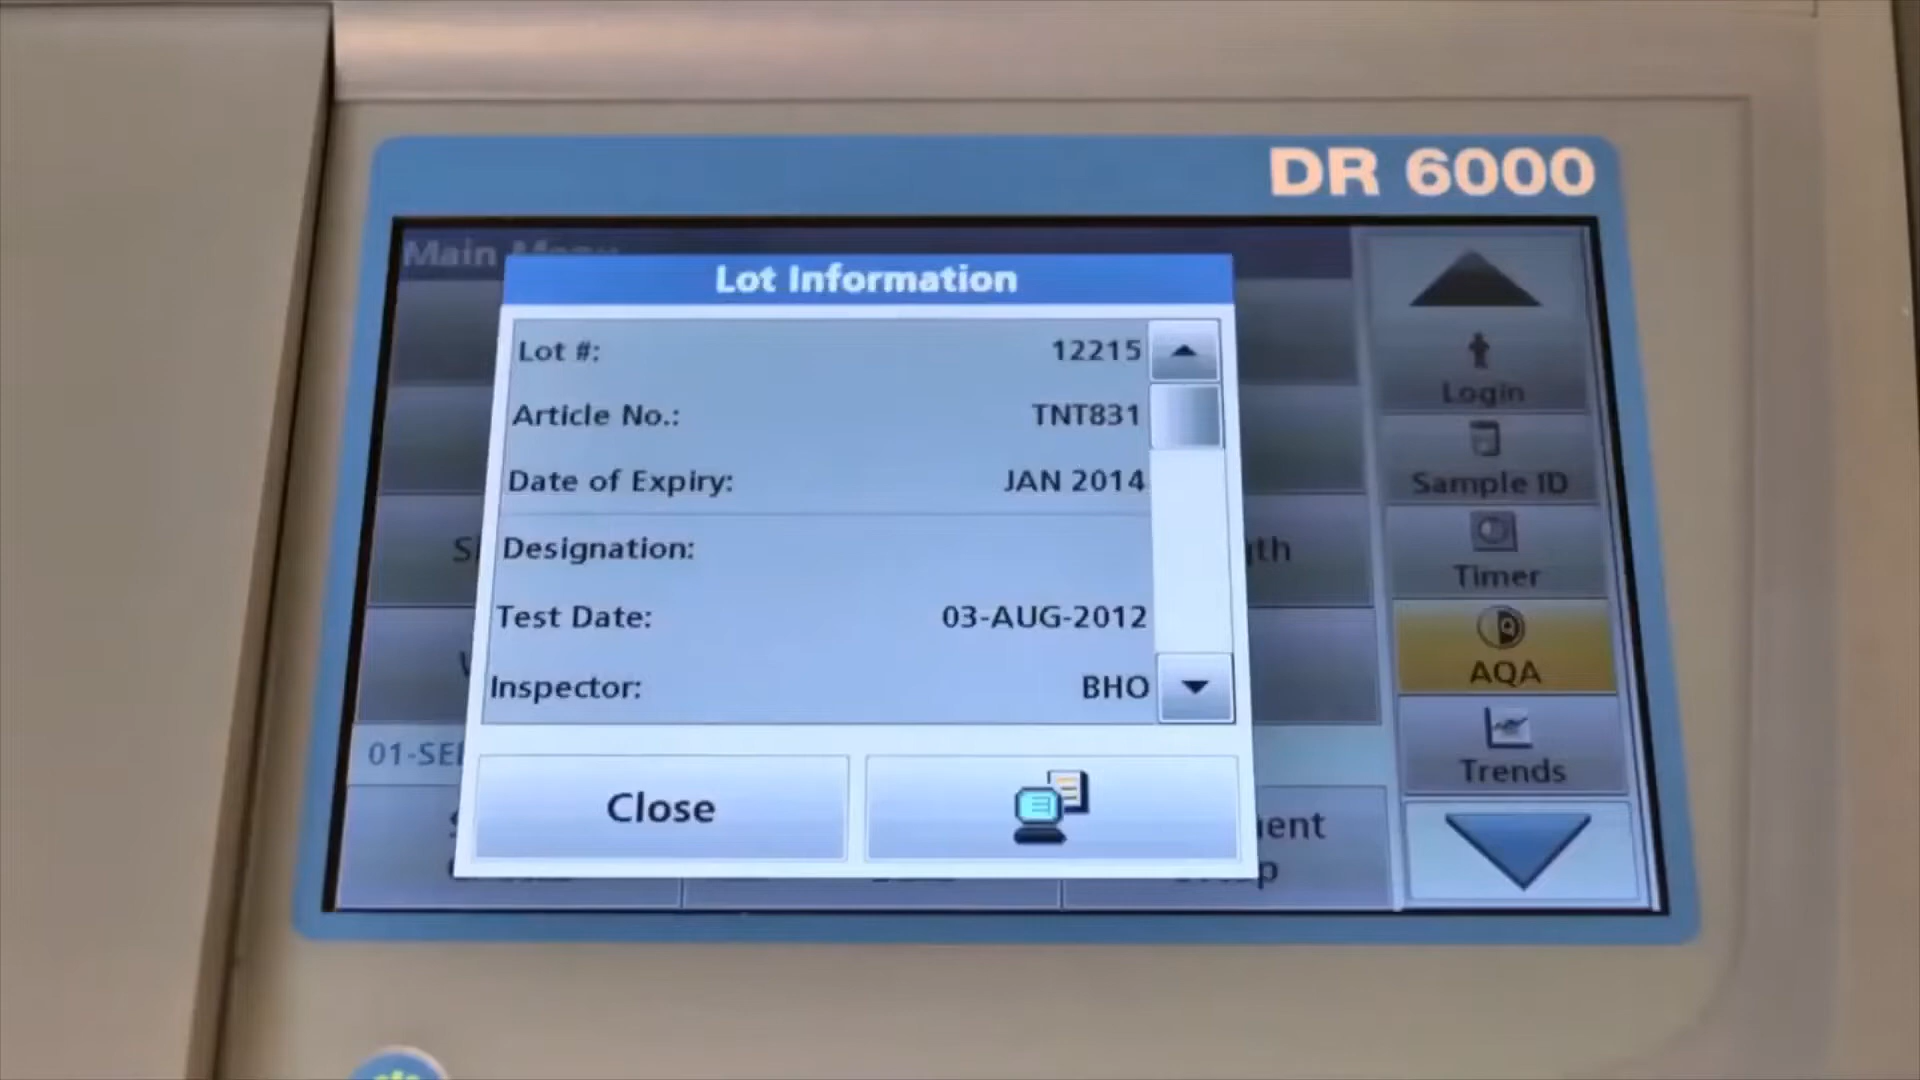 DR 6000
Main Menu
Lot Information
Lot #: 12215
Article No.: TNT831
Date of Expiry: JAN 2014
Designation:
Test Date: 03-AUG-2012
Inspector: BHO
Close
Login
Sample ID
Timer
AQA
Trends
01-SE